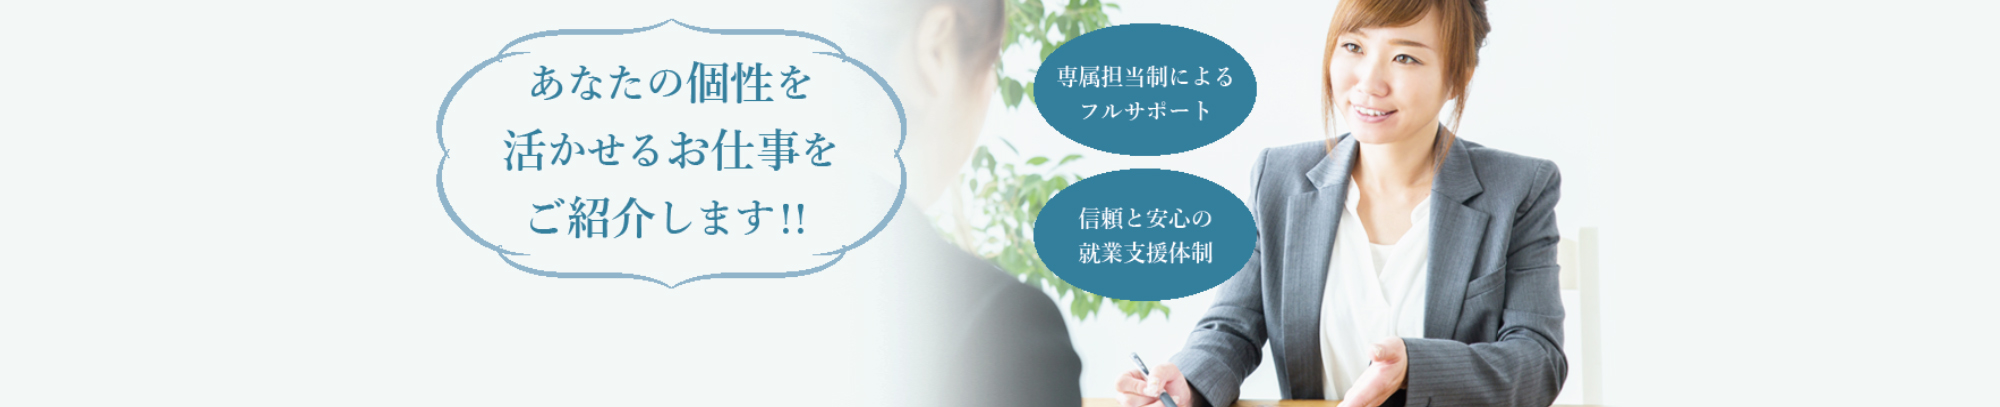 あなたの個性を
活かせるお仕事を
ご紹介します!!
専属担当制による
フルサポート
信頼と安心の
就業支援体制